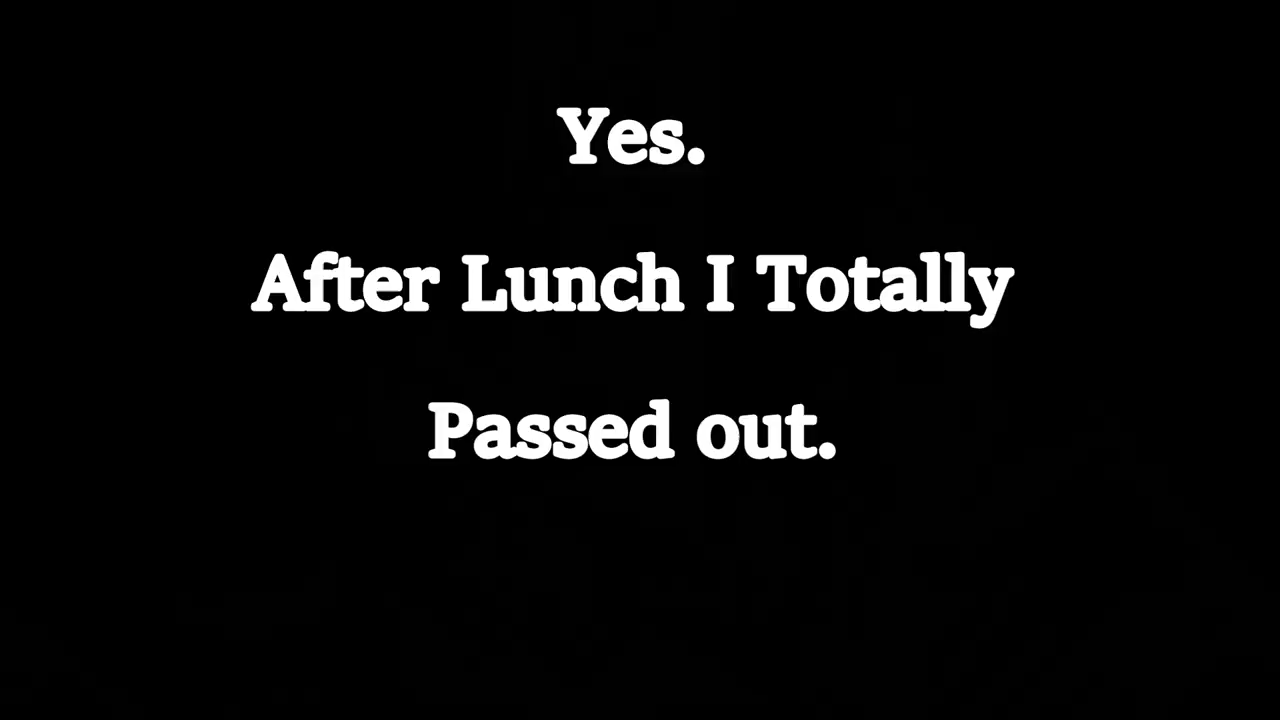 Yes.
After Lunch I Totally
Passed out.